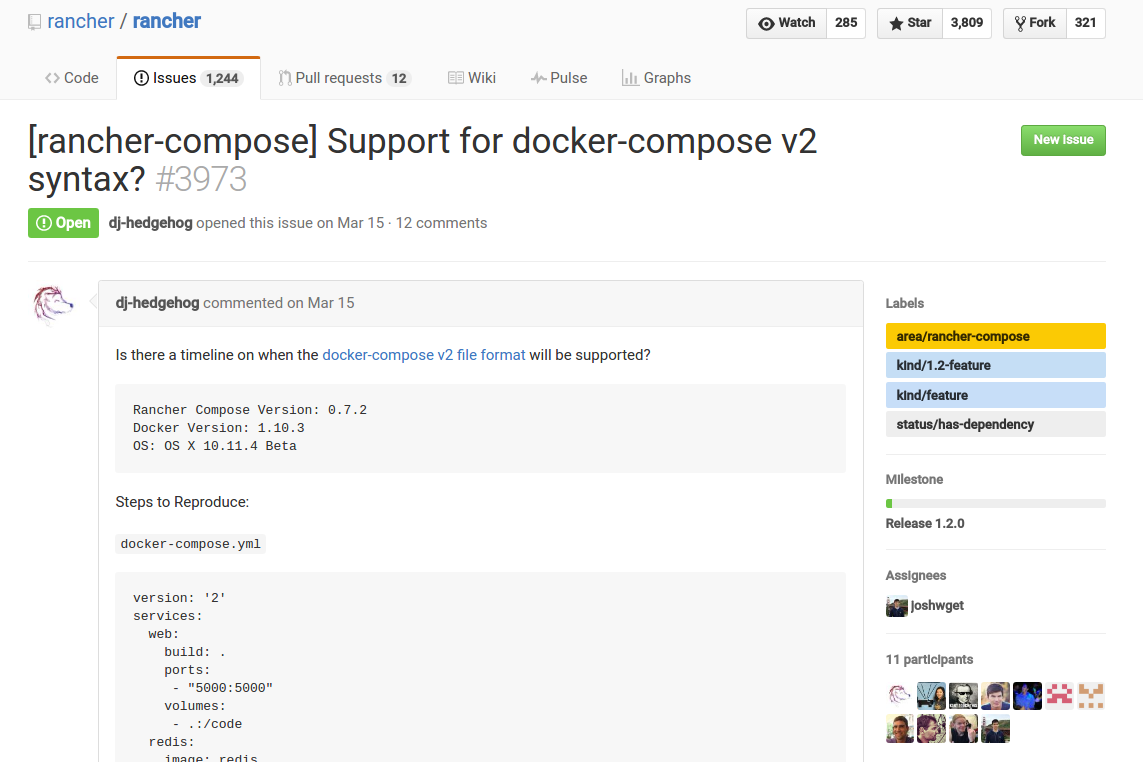 rancher / rancher
Watch 285
Star 3,809
Fork 321
Code
Issues 1,244
Pull requests 12
Wiki
Pulse
Graphs
[rancher-compose] Support for docker-compose v2
syntax? #3973
New Issue
Open dj-hedgehog opened this issue on Mar 15 · 12 comments
dj-hedgehog commented on Mar 15
Is there a timeline on when the docker-compose v2 file format will be supported?
Rancher Compose Version: 0.7.2
Docker Version: 1.10.3
OS: OS X 10.11.4 Beta
Steps to Reproduce:
docker-compose.yml
version: '2'
services:
  web:
    build: .
    ports:
     - "5000:5000"
    volumes:
     - .:/code
  redis:
    image: redis
Labels
area/rancher-compose
kind/1.2-feature
kind/feature
status/has-dependency
Milestone
Release 1.2.0
Assignees
joshwget
11 participants